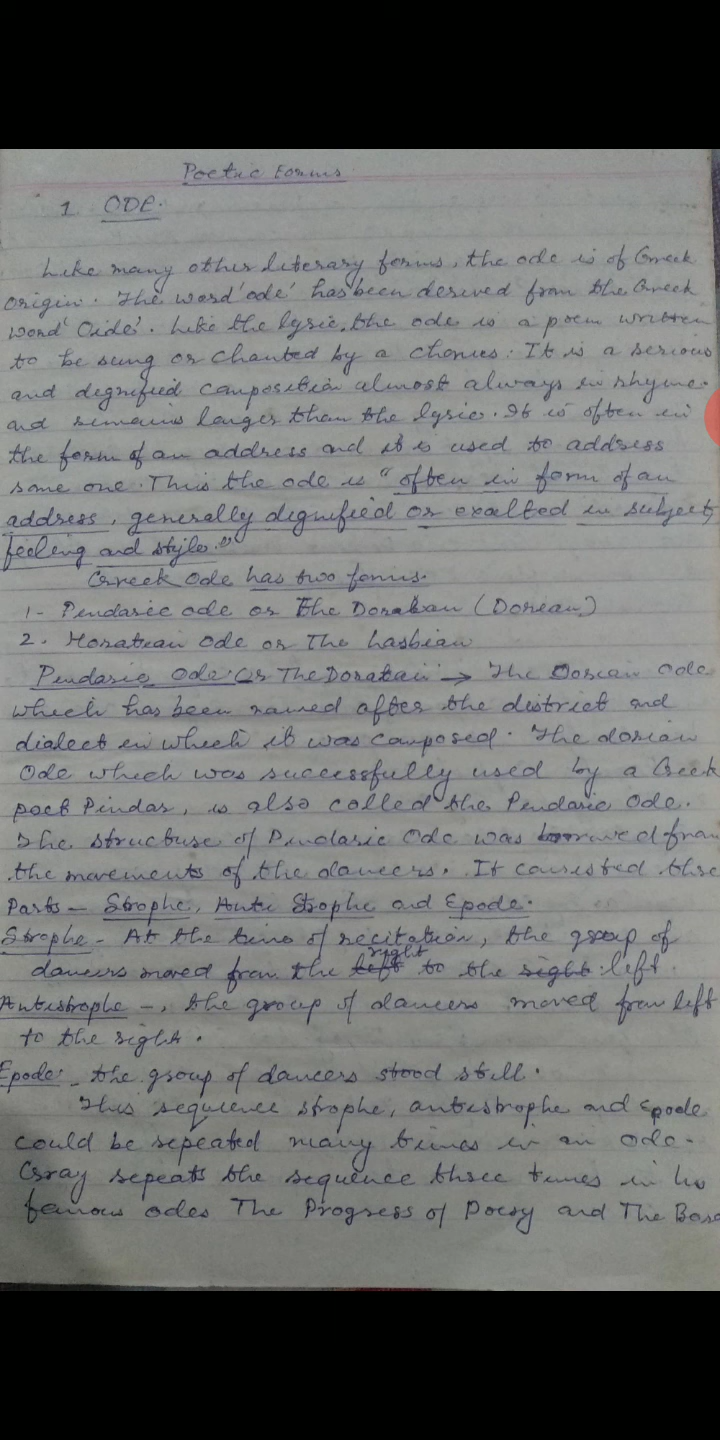 Poetic Forms
1. ODE.
Like many other literary forms, the ode is of Greek
origin. The word 'ode' has been derived from the Greek
word 'Oide'. Like the lyric, the ode is a poem written
to be sung or chanted by a chorus. It is a serious
and dignified composition almost always in rhyme.
and remains longer than the lyric. It is often in
the form of an address and it is used to address
some one. This the ode is "often in form of an
address, generally dignified or exalted in subject,
feeling and style."
Greek Ode has two forms.
1- Pindaric ode or The (Dorian)
2. Horatian Ode or The Lasbian
Pindaric Ode or The → The Dorian Ode
which has been named after the district and
dialect in which it was composed. The dorian
Ode which was successfully used by a Greek
poet Pindar, is also called the Pindaric Ode.
The structure of Pindaric Ode was from
the movements of the dancers. It
Parts - Strophe, Anti Strophe and Epode.
Strophe - At the time of recitation, the group of
dancers moved from the left right to the right left.
Antistrophe -, the group of dancers moved from left
to the right.
Epode:- the group of dancers stood still.
This sequence strophe, antistrophe and Epode
could be repeated many times in an ode.
Gray repeats the sequence three times in his
famous odes The Progress of Poesy and The Bard